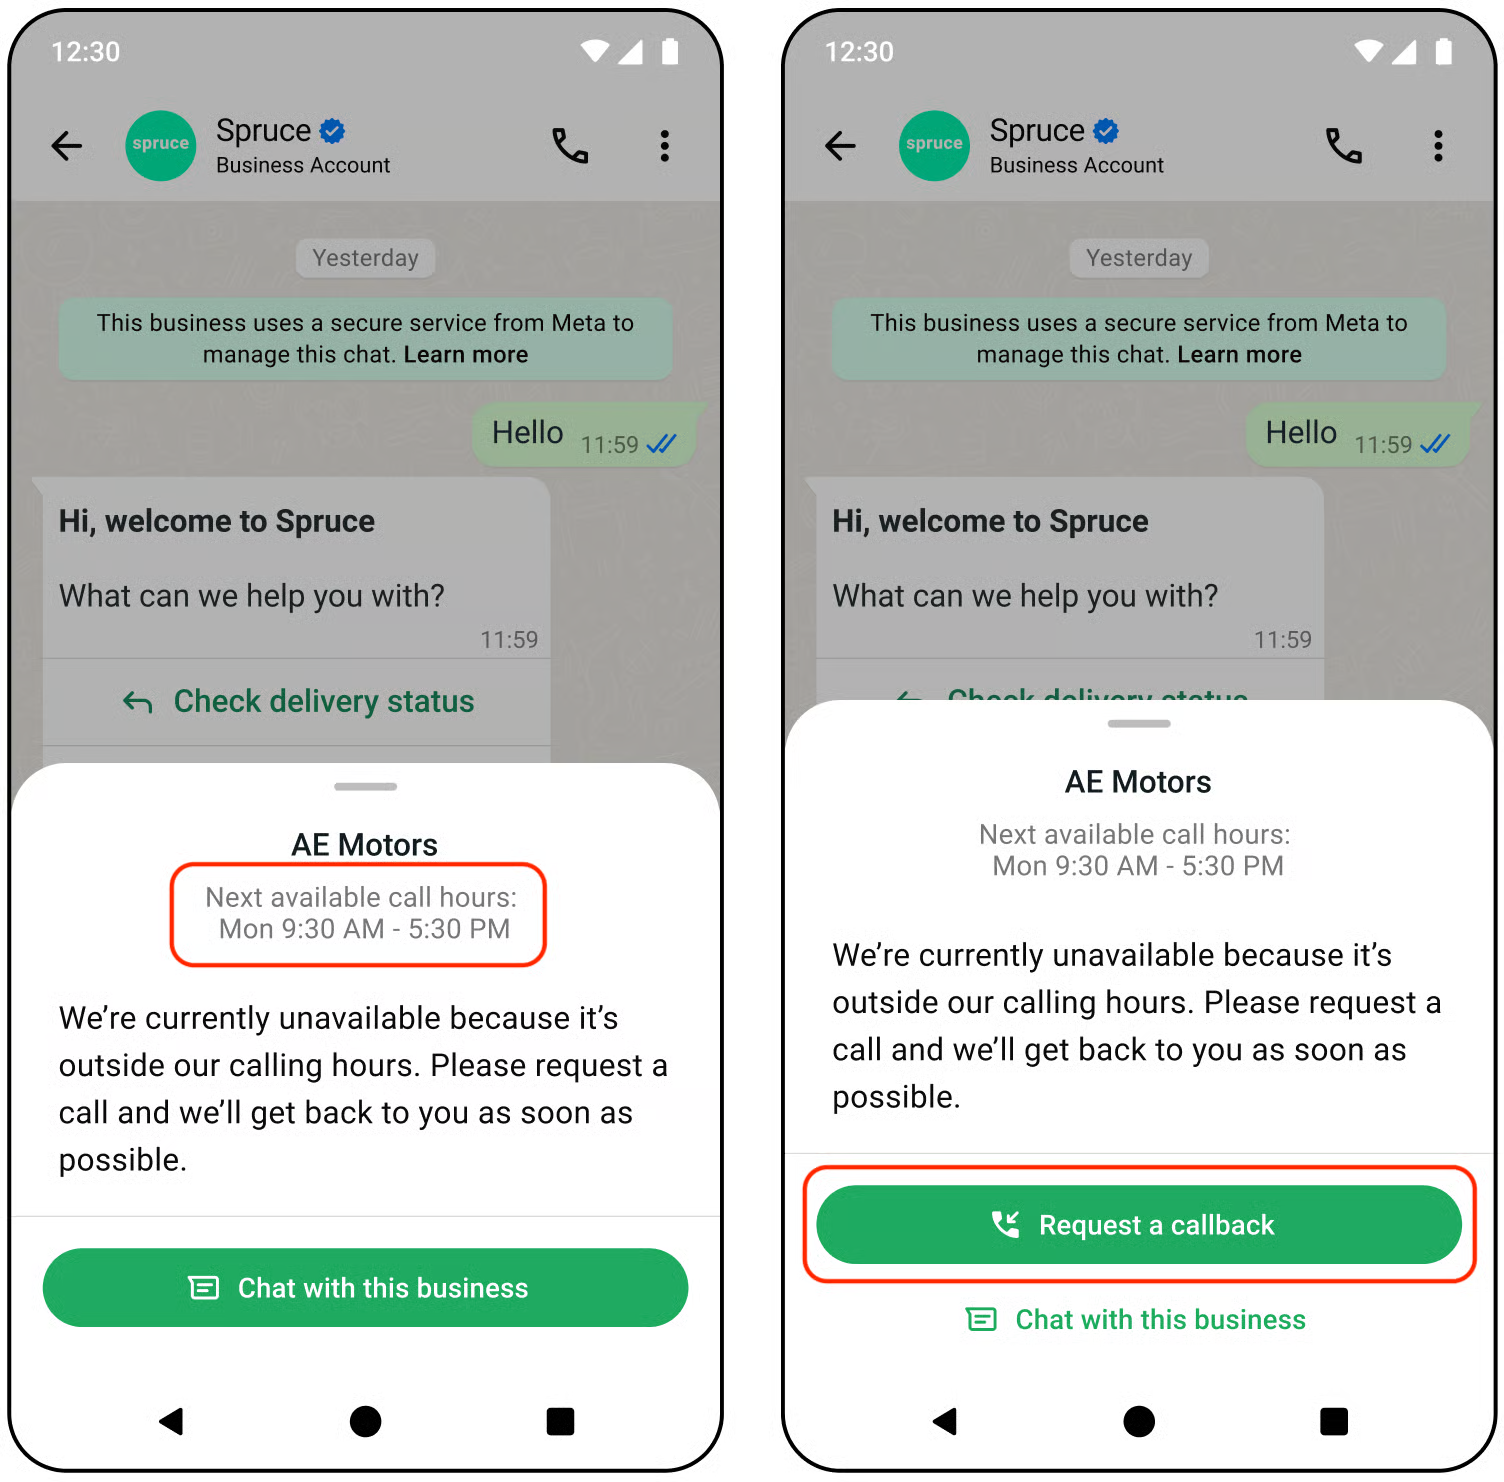 12:30
spruce
Spruce
Business Account
Yesterday
This business uses a secure service from Meta to
manage this chat. Learn more
Hello 11:59
Hi, welcome to Spruce
What can we help you with?
11:59
Check delivery status
AE Motors
Next available call hours:
Mon 9:30 AM - 5:30 PM
We’re currently unavailable because it’s
outside our calling hours. Please request a
call and we’ll get back to you as soon as
possible.
Chat with this business
12:30
spruce
Spruce
Business Account
Yesterday
This business uses a secure service from Meta to
manage this chat. Learn more
Hello 11:59
Hi, welcome to Spruce
What can we help you with?
11:59
Check delivery status
AE Motors
Next available call hours:
Mon 9:30 AM - 5:30 PM
We’re currently unavailable because it’s
outside our calling hours. Please request a
call and we’ll get back to you as soon as
possible.
Request a callback
Chat with this business